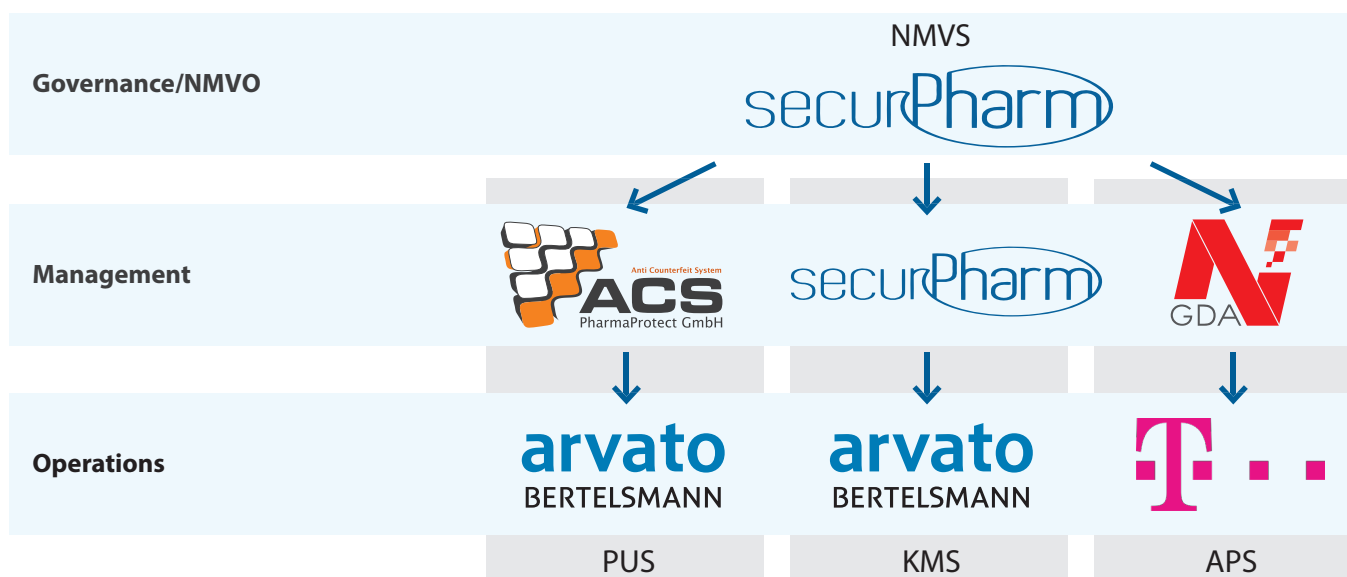 NMVS
Governance/NMVO
securPharm
Management
Anti Counterfeit System
ACS
PharmaProtect GmbH
securPharm
N
GDA
Operations
arvato
BERTELSMANN
arvato
BERTELSMANN
T
PUS
KMS
APS